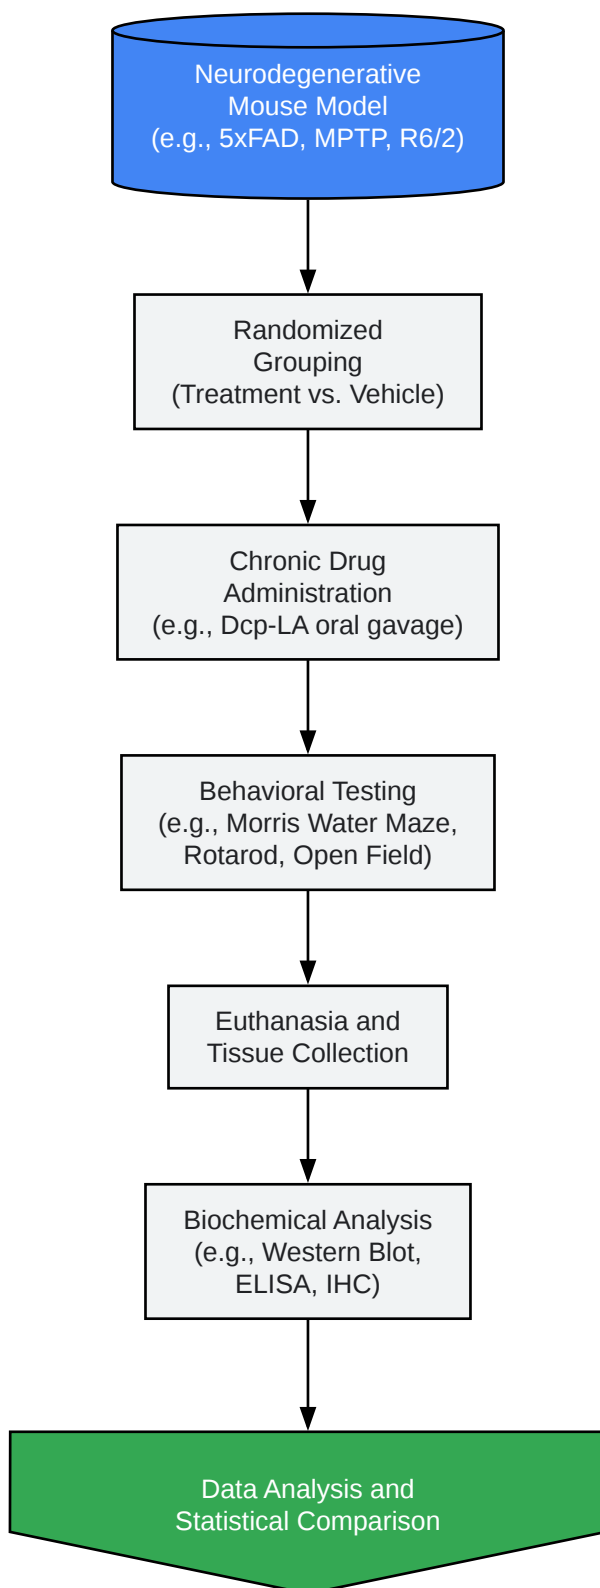 Neurodegenerative
Mouse Model
(e.g., 5xFAD, MPTP, R6/2)
Randomized
Grouping
(Treatment vs. Vehicle)
Chronic Drug
Administration
(e.g., Dcp-LA oral gavage)
Behavioral Testing
(e.g., Morris Water Maze,
Rotarod, Open Field)
Euthanasia and
Tissue Collection
Biochemical Analysis
(e.g., Western Blot,
ELISA, IHC)
Data Analysis and
Statistical Comparison